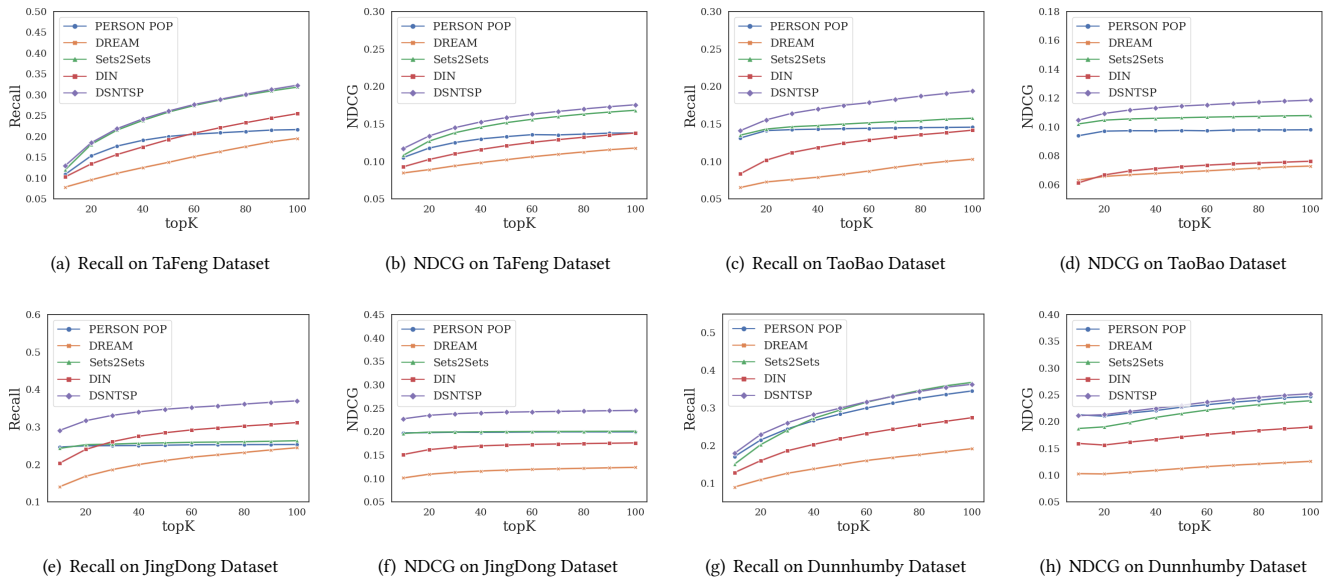 0.50
0.45
0.40
0.35
0.30
0.25
0.20
0.15
0.10
0.05
Recall
PERSON POP
DREAM
Sets2Sets
DIN
DSNTSP
20 40 60 80 100
topK
(a) Recall on TaFeng Dataset
0.30
0.25
0.20
0.15
0.10
0.05
NDCG
PERSON POP
DREAM
Sets2Sets
DIN
DSNTSP
20 40 60 80 100
topK
(b) NDCG on TaFeng Dataset
0.30
0.25
0.20
0.15
0.10
0.05
Recall
PERSON POP
DREAM
Sets2Sets
DIN
DSNTSP
20 40 60 80 100
topK
(c) Recall on TaoBao Dataset
0.18
0.16
0.14
0.12
0.10
0.08
0.06
NDCG
PERSON POP
DREAM
Sets2Sets
DIN
DSNTSP
20 40 60 80 100
topK
(d) NDCG on TaoBao Dataset
0.6
0.5
0.4
0.3
0.2
0.1
Recall
PERSON POP
DREAM
Sets2Sets
DIN
DSNTSP
20 40 60 80 100
topK
(e) Recall on JingDong Dataset
0.45
0.40
0.35
0.30
0.25
0.20
0.15
0.10
0.05
NDCG
PERSON POP
DREAM
Sets2Sets
DIN
DSNTSP
20 40 60 80 100
topK
(f) NDCG on JingDong Dataset
0.5
0.4
0.3
0.2
0.1
Recall
PERSON POP
DREAM
Sets2Sets
DIN
DSNTSP
20 40 60 80 100
topK
(g) Recall on Dunnhumby Dataset
0.40
0.35
0.30
0.25
0.20
0.15
0.10
0.05
NDCG
PERSON POP
DREAM
Sets2Sets
DIN
DSNTSP
20 40 60 80 100
topK
(h) NDCG on Dunnhumby Dataset